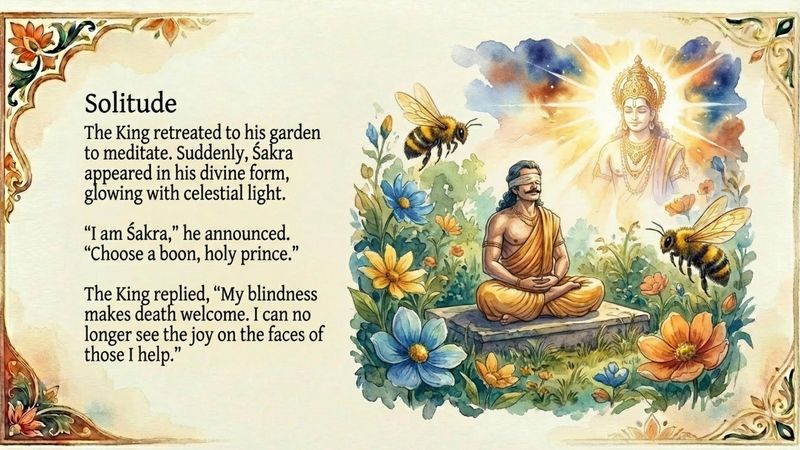 Solitude
The King retreated to his garden
to meditate. Suddenly, Śakra
appeared in his divine form,
glowing with celestial light.
“I am Śakra,” he announced.
“Choose a boon, holy prince.”
The King replied, “My blindness
makes death welcome. I can no
longer see the joy on the faces of
those I help.”